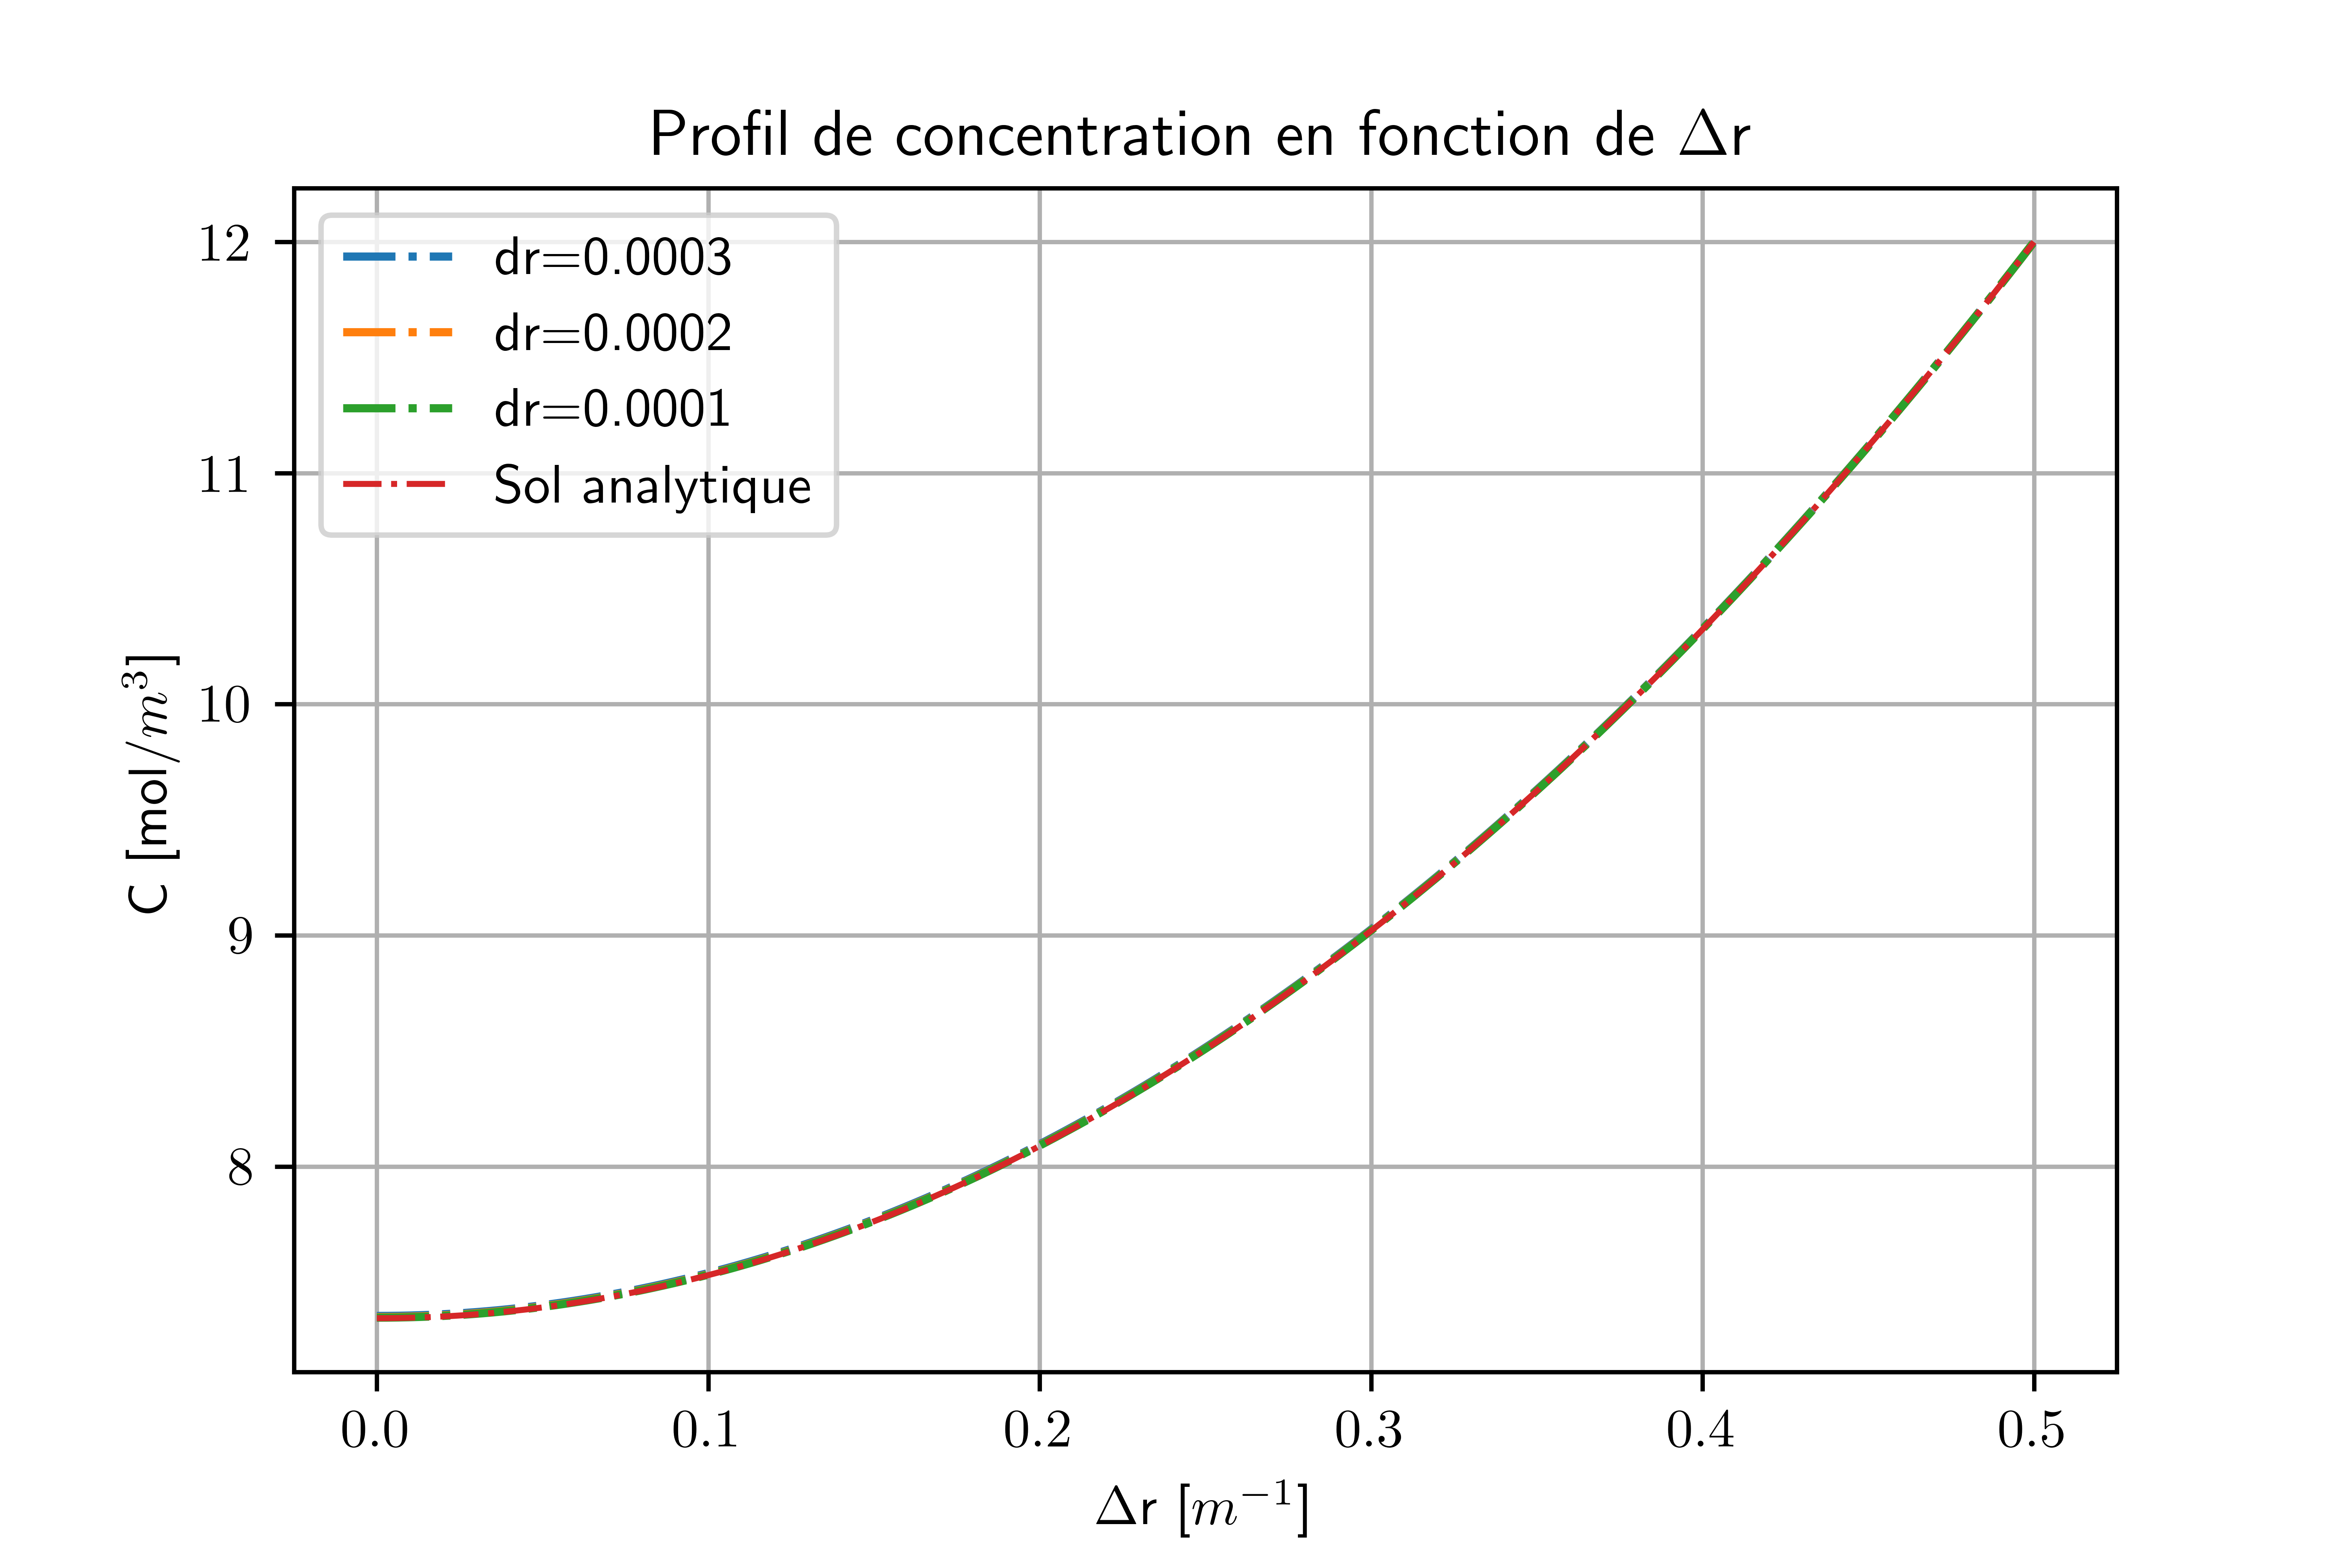 Profil de concentration en fonction de Δr
12
11
10
9
8
C [mol/m³]
dr=0.0003
dr=0.0002
dr=0.0001
Sol analytique
0.0 0.1 0.2 0.3 0.4 0.5
Δr [m⁻¹]